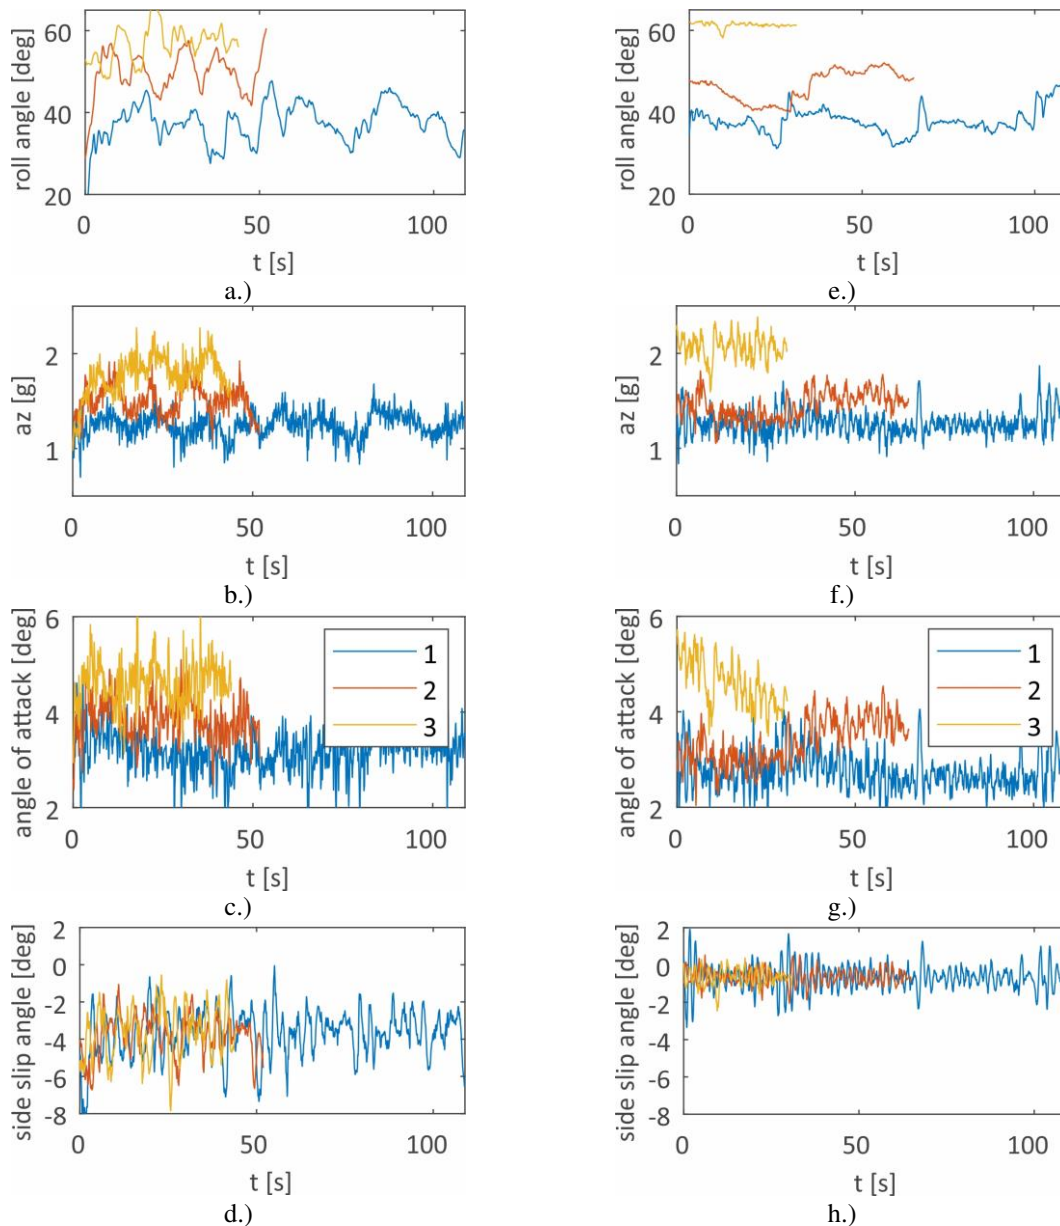 roll angle [deg]
60
40
20
0
50
100
t [s]
a.)
roll angle [deg]
60
40
20
0
50
100
t [s]
e.)
az [g]
2
1
0
50
100
t [s]
b.)
az [g]
2
1
0
50
100
t [s]
f.)
angle of attack [deg]
6
4
2
1
2
3
0
50
100
t [s]
c.)
angle of attack [deg]
6
4
2
1
2
3
0
50
100
t [s]
g.)
side slip angle [deg]
2
0
-2
-4
-6
-8
0
50
100
t [s]
d.)
side slip angle [deg]
2
0
-2
-4
-6
-8
0
50
100
t [s]
h.)